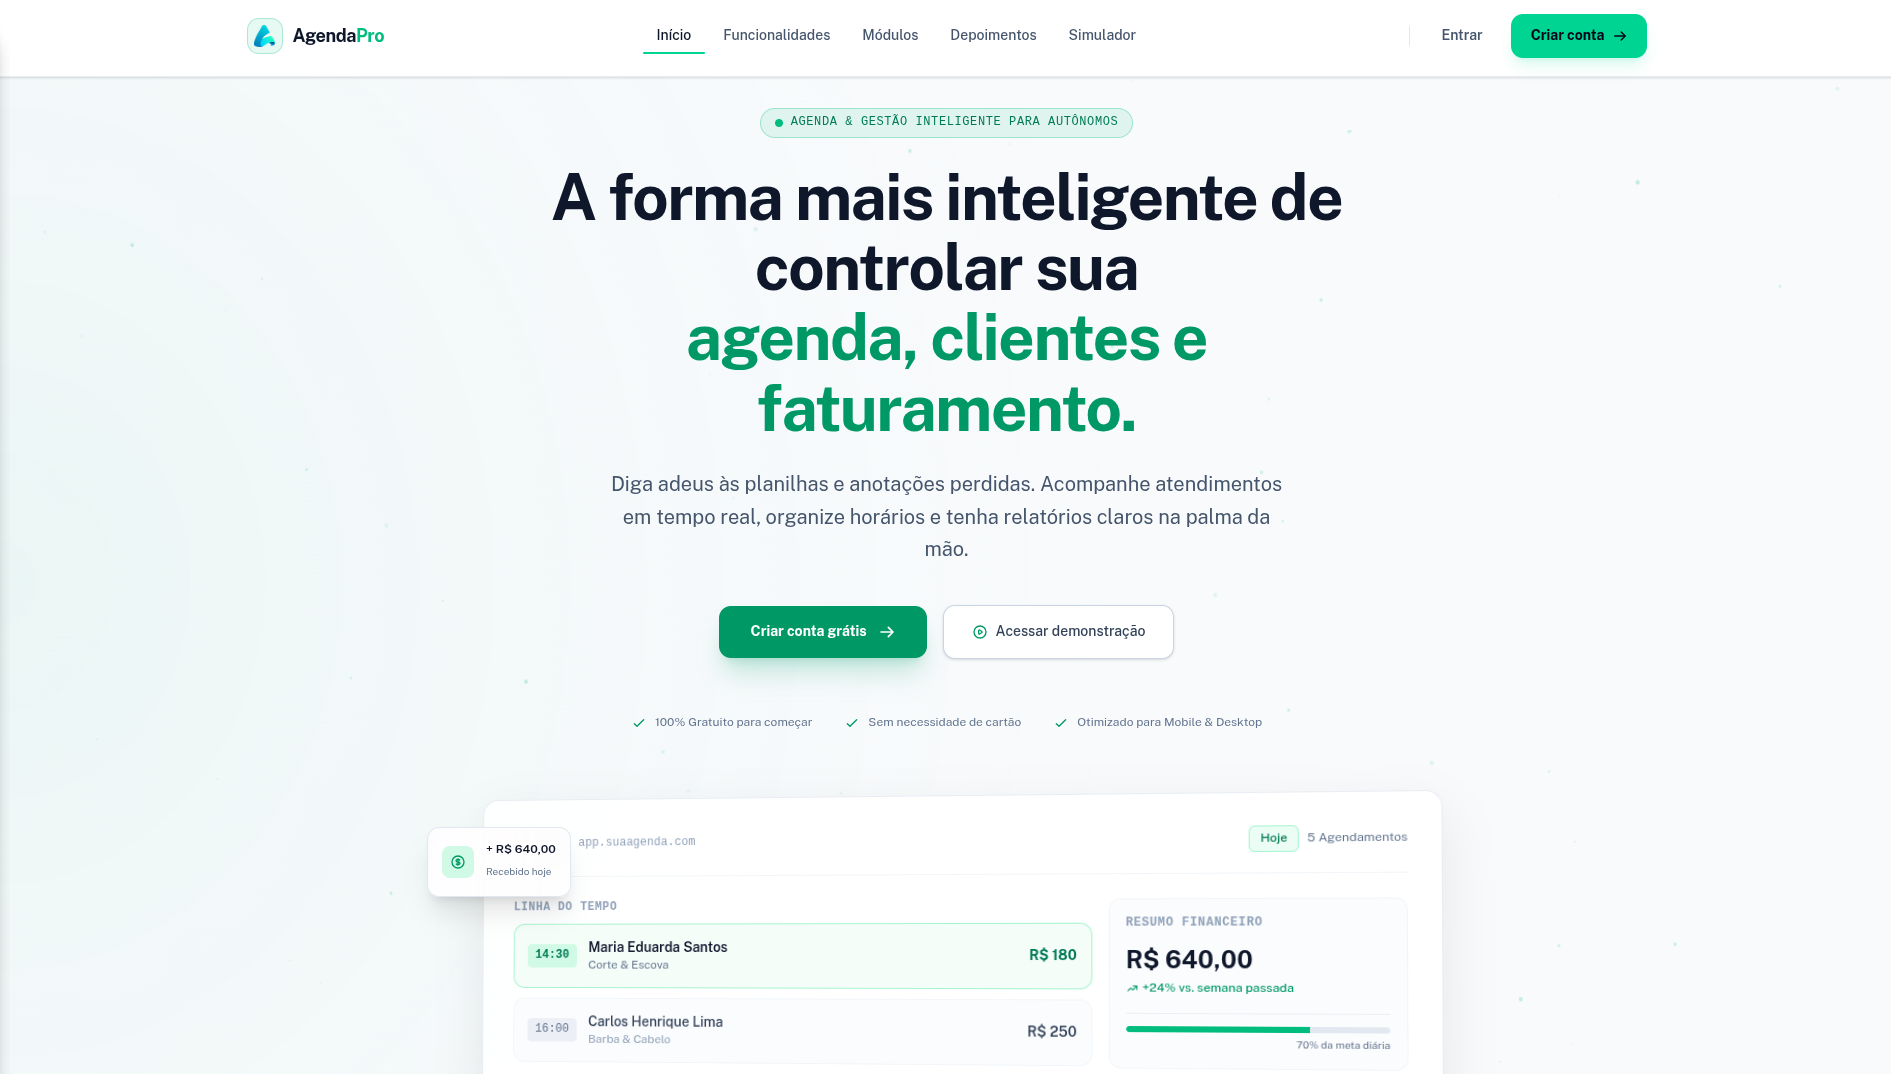 AgendaPro
Início
Funcionalidades
Módulos
Depoimentos
Simulador
Entrar
Criar conta
AGENDA & GESTÃO INTELIGENTE PARA AUTÔNOMOS
A forma mais inteligente de
controlar sua
agenda, clientes e
faturamento.
Diga adeus às planilhas e anotações perdidas. Acompanhe atendimentos
em tempo real, organize horários e tenha relatórios claros na palma da
mão.
Criar conta grátis
Acessar demonstração
100% Gratuito para começar
Sem necessidade de cartão
Otimizado para Mobile & Desktop
+ R$ 640,00
Recebido hoje
app.suaagenda.com
Hoje
5 Agendamentos
LINHA DO TEMPO
14:30
Maria Eduarda Santos
Corte & Escova
R$ 180
16:00
Carlos Henrique Lima
Barba & Cabelo
R$ 250
RESUMO FINANCEIRO
R$ 640,00
+24% vs. semana passada
70% da meta diária